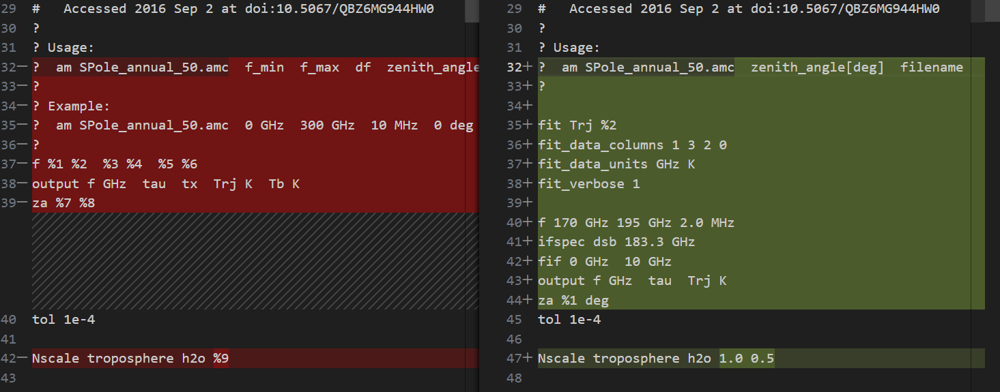 29 #   Accessed 2016 Sep 2 at doi:10.5067/QBZ6MG944HW0
30 ?
31 ? Usage:
32— ?  am SPole_annual_50.amc  f_min  f_max  df  zenith_angle
33— ?
34— ? Example:
35— ?  am SPole_annual_50.amc  0 GHz  300 GHz  10 MHz  0 deg
36— ?
37— f %1 %2  %3 %4  %5 %6
38— output f GHz  tau  tx  Trj K  Tb K
39— za %7 %8
40 tol 1e-4
41
42— Nscale troposphere h2o %9
43
29 #   Accessed 2016 Sep 2 at doi:10.5067/QBZ6MG944HW0
30 ?
31 ? Usage:
32+ ?  am SPole_annual_50.amc  zenith_angle[deg]  filename
33+ ?
34+
35+ fit Trj %2
36+ fit_data_columns 1 3 2 0
37+ fit_data_units GHz K
38+ fit_verbose 1
39+
40+ f 170 GHz 195 GHz 2.0 MHz
41+ ifspec dsb 183.3 GHz
42+ fif 0 GHz  10 GHz
43+ output f GHz  tau  Trj K
44+ za %1 deg
45 tol 1e-4
46
47+ Nscale troposphere h2o 1.0 0.5
48